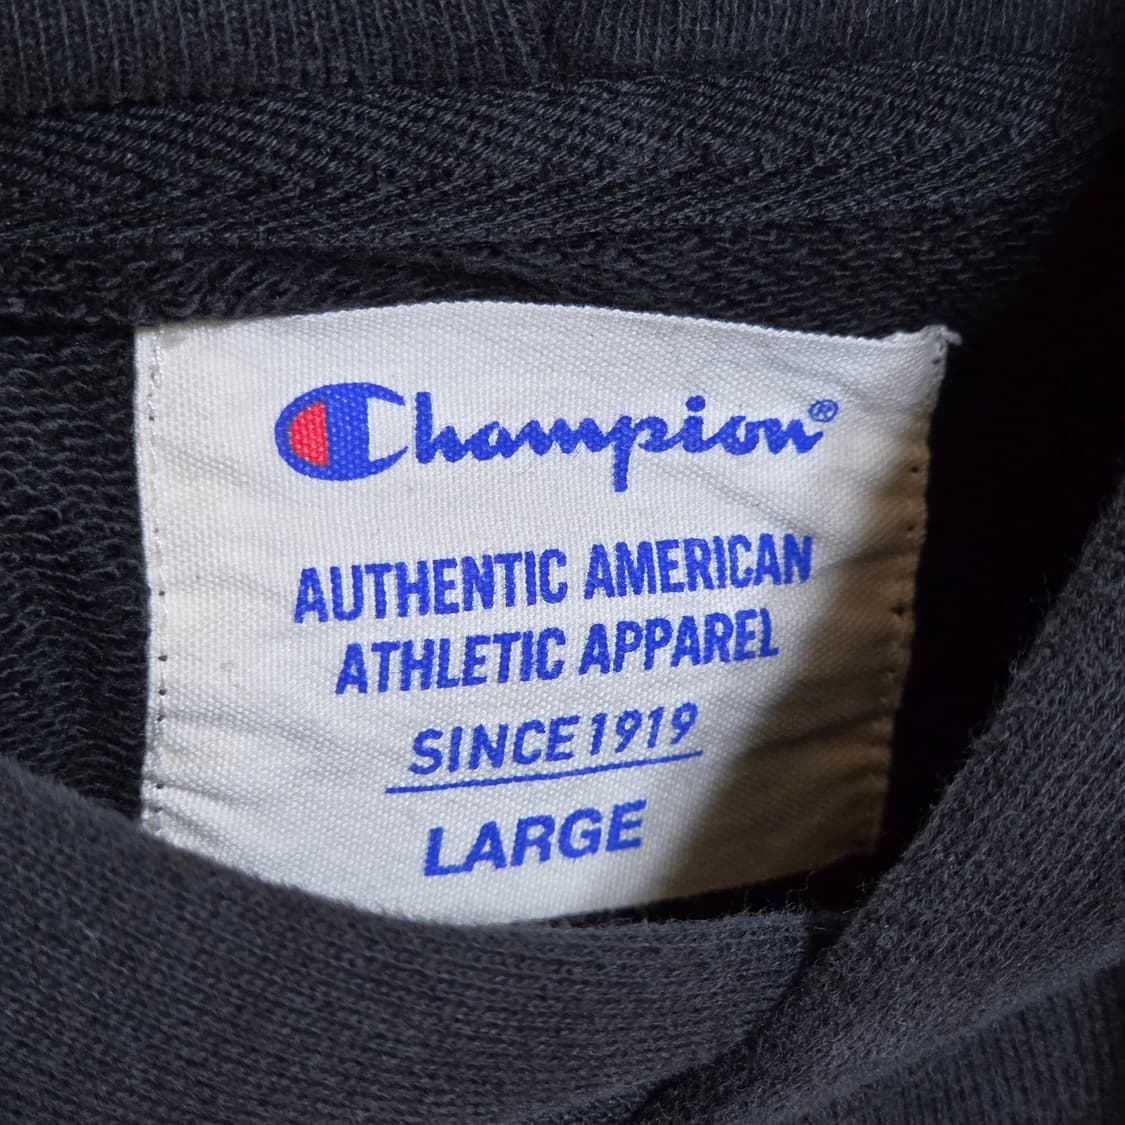 Champion®
AUTHENTIC AMERICAN
ATHLETIC APPAREL
SINCE 1919
LARGE